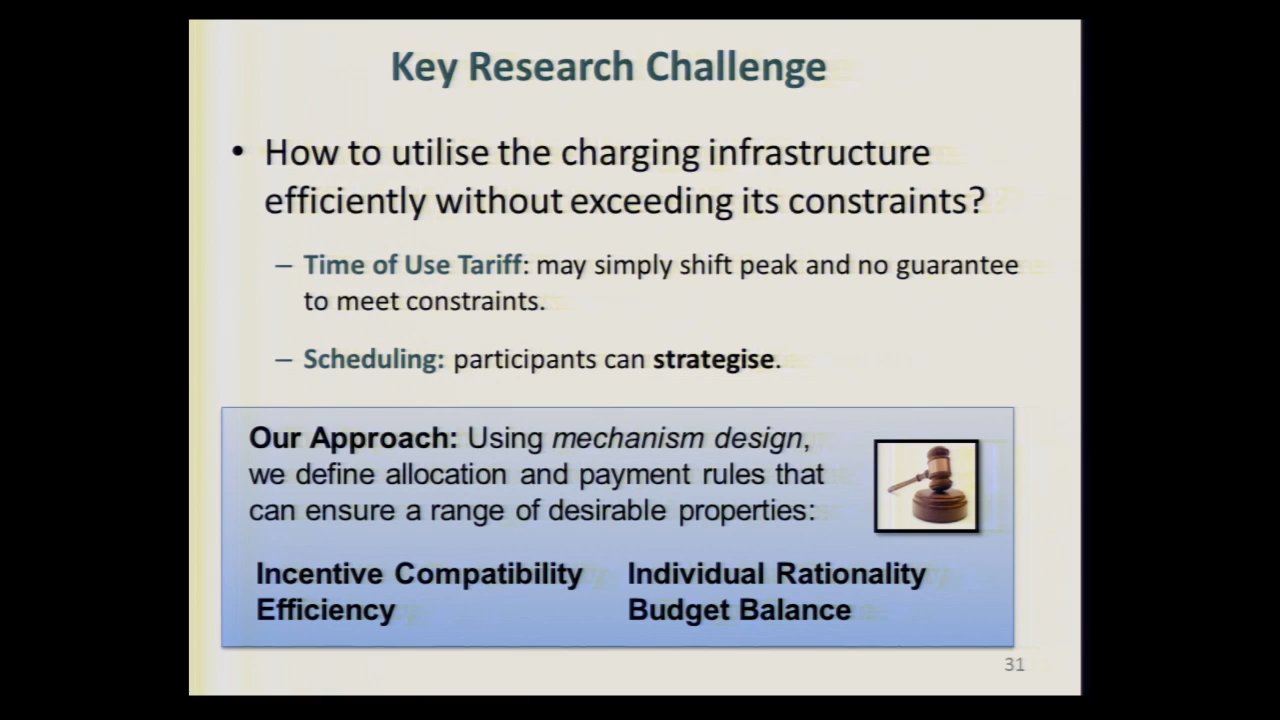 Key Research Challenge
• How to utilise the charging infrastructure
efficiently without exceeding its constraints?
– Time of Use Tariff: may simply shift peak and no guarantee
to meet constraints.
– Scheduling: participants can strategise.
Our Approach: Using mechanism design,
we define allocation and payment rules that
can ensure a range of desirable properties:
Incentive Compatibility Individual Rationality
Efficiency Budget Balance
31